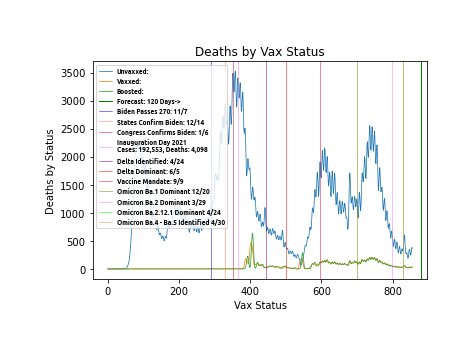 Deaths by Vax Status
Deaths by Status
3500
3000
2500
2000
1500
1000
500
0
Unvaxxed:
Vaxxed:
Boosted:
Forecast: 120 Days->
Biden Passes 270: 11/7
States Confirm Biden: 12/14
Congress Confirms Biden: 1/6
Inauguration Day 2021
Cases: 192,553, Deaths: 4,098
Delta Identified: 4/24
Delta Dominant: 6/5
Vaccine Mandate: 9/9
Omicron Ba.1 Dominant 12/20
Omicron Ba.2 Dominant 3/29
Omicron Ba.2.12.1 Dominant 4/24
Omicron Ba.4 - Ba.5 Identified 4/30
0 200 400 600 800
Vax Status